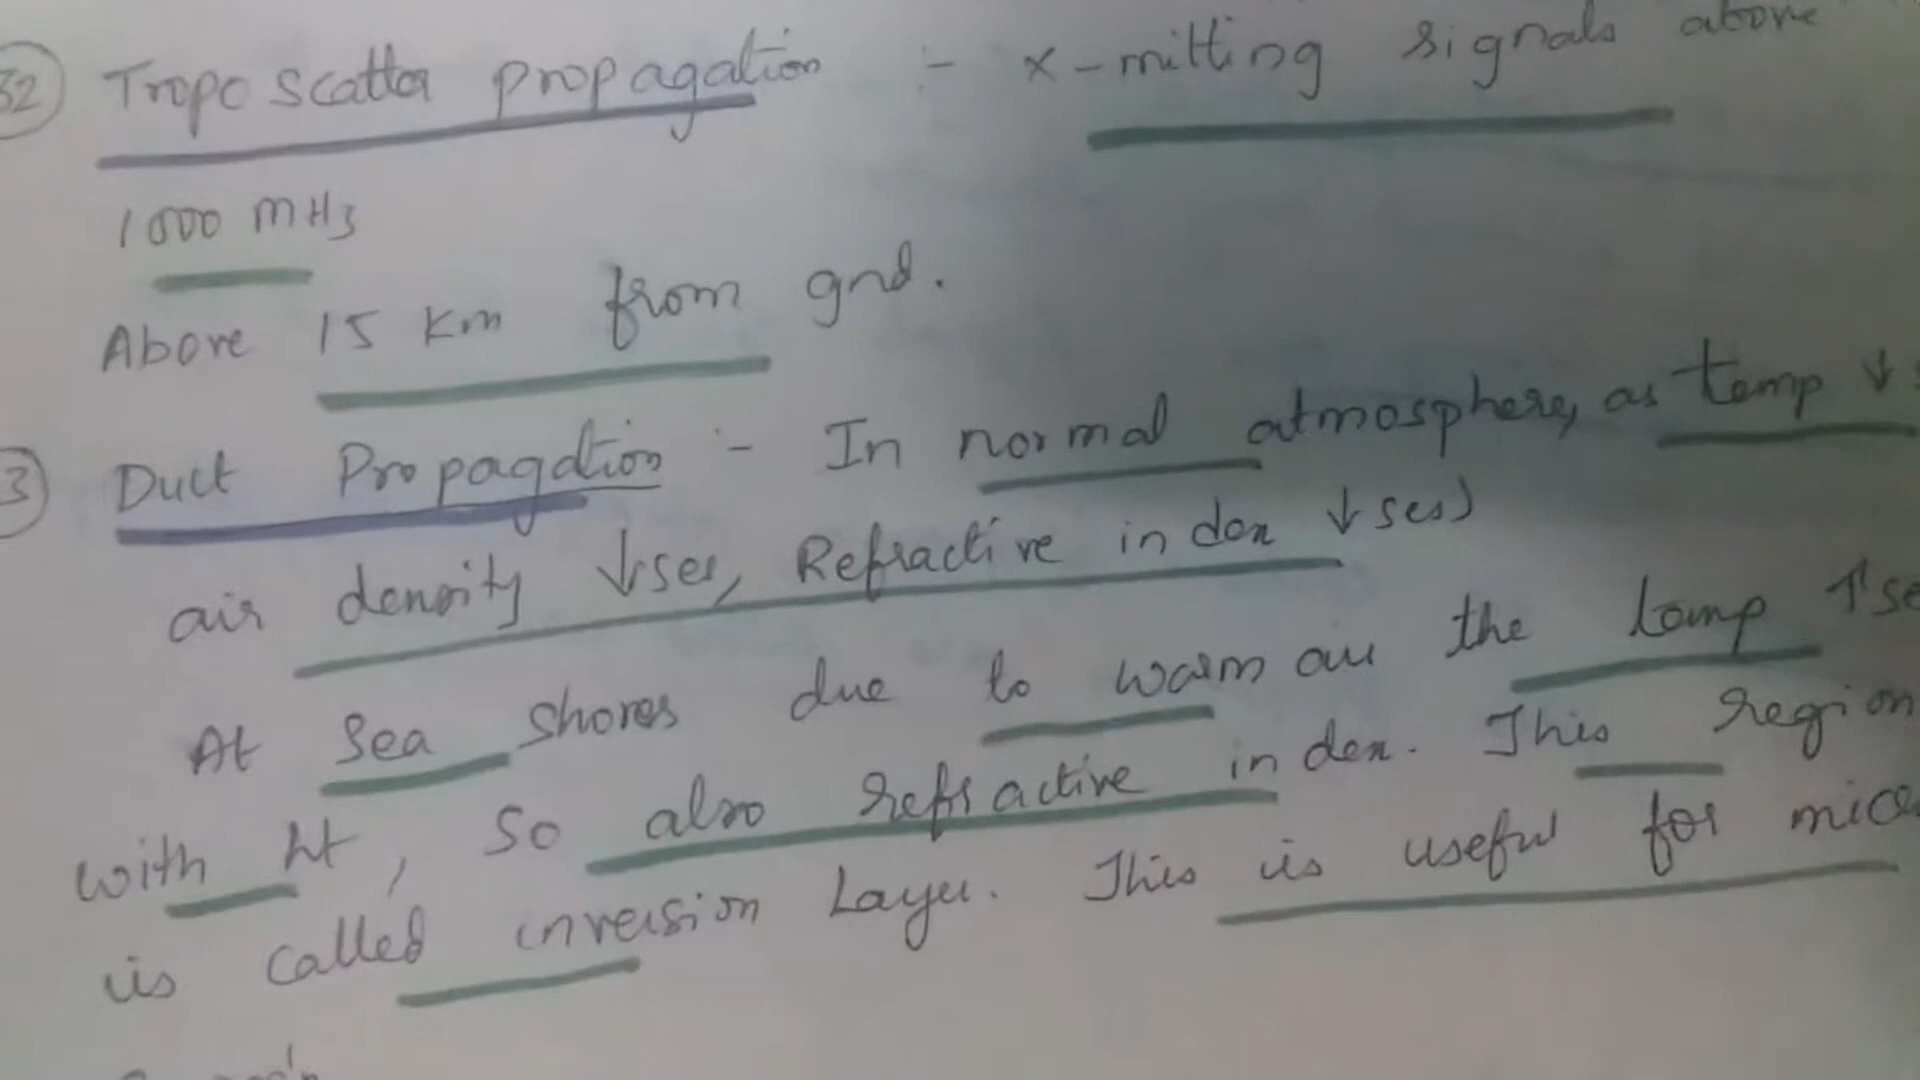 32 Tropo scatter propagation :- x-mitting signals above
1000 MHz
Above 15 km from gnd.
3 Duct Propagation :- In normal atmosphere, as temp ↓s
air density ↓ses, Refractive index ↓ses)
At sea shores due to warm air the temp ↑se
with ht, so also refractive index. This region
is called inversion Layer. This is useful for mic